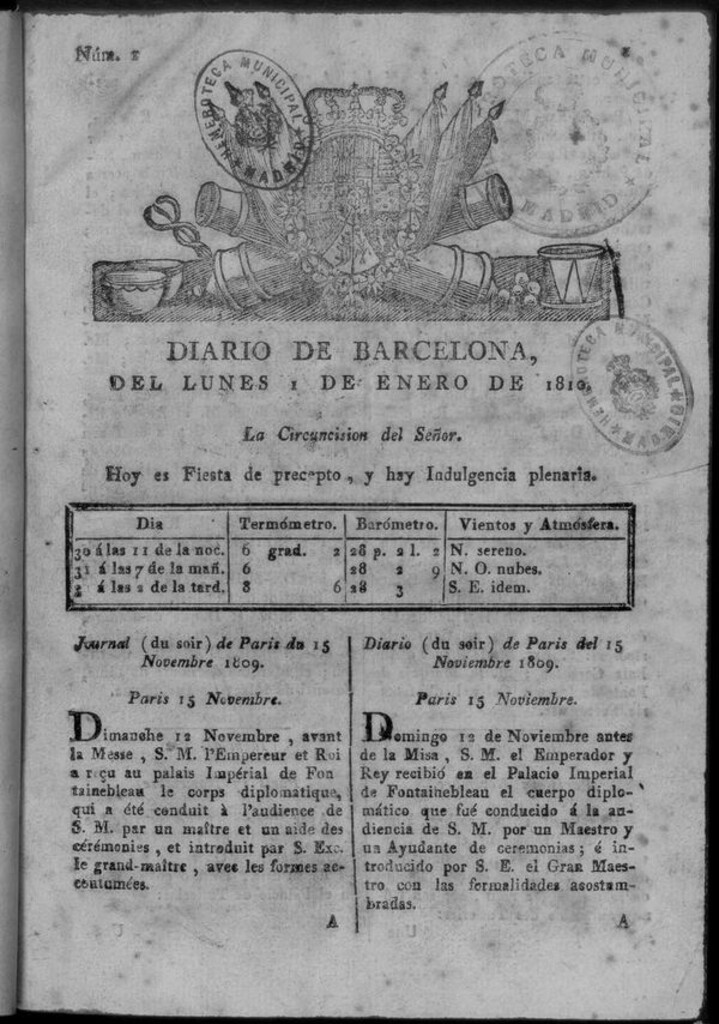 Núm. 1
1
HEMEROTECA MUNICIPAL
MADRID
HEMEROTECA MUNICIPAL
MADRID
HEMEROTECA MUNICIPAL
MADRID
DIARIO DE BARCELONA,
DEL LUNES 1 DE ENERO DE 1810.
La Circuncision del Señor.
Hoy es Fiesta de precepto, y hay Indulgencia plenaria.
Dia Termómetro. Barómetro. Vientos y Atmósfera.
30 á las 11 de la noc. 6 grad. 2 28 p. 2 l. 2 N. sereno.
31 á las 7 de la mañ. 6 28 2 9 N. O. nubes.
á las 2 de la tard. 8 6 28 3 S. E. idem.
Journal (du soir) de Paris du 15
Novembre 1809.
Paris 15 Novembre.
Dimanche 12 Novembre, avant
la Messe, S. M. l'Empereur et Roi
a reçu au palais Impérial de Fon
tainebleau le corps diplomatique,
qui a été conduit à l'audience de
S. M. par un maître et un aide des
cérémonies, et introduit par S. Exc.
le grand-maître, avec les formes ac-
coutumées.
A
Diario (du soir) de Paris del 15
Noviembre 1809.
Paris 15 Noviembre.
Domingo 12 de Noviembre antes
de la Misa, S. M. el Emperador y
Rey recibió en el Palacio Imperial
de Fontainebleau el cuerpo diplo-
mático que fué conducido á la au-
diencia de S. M. por un Maestro y
un Ayudante de ceremonias; é in-
troducido por S. E. el Gran Maes-
tro con las formalidades acostum-
bradas.
A